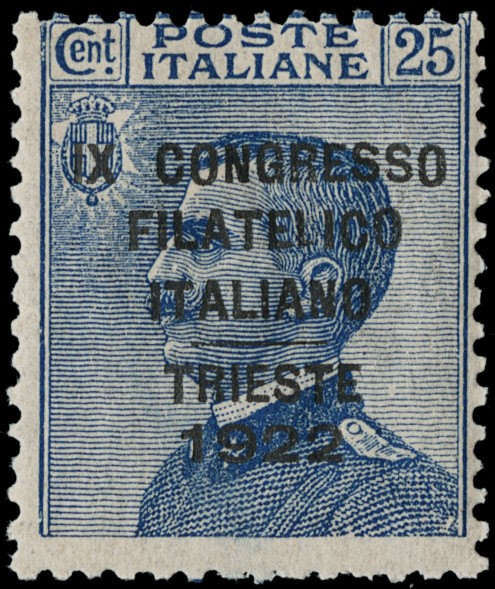 Cent. POSTE 25
ITALIANE
IX CONGRESSO
FILATELICO
ITALIANO
TRIESTE
1922